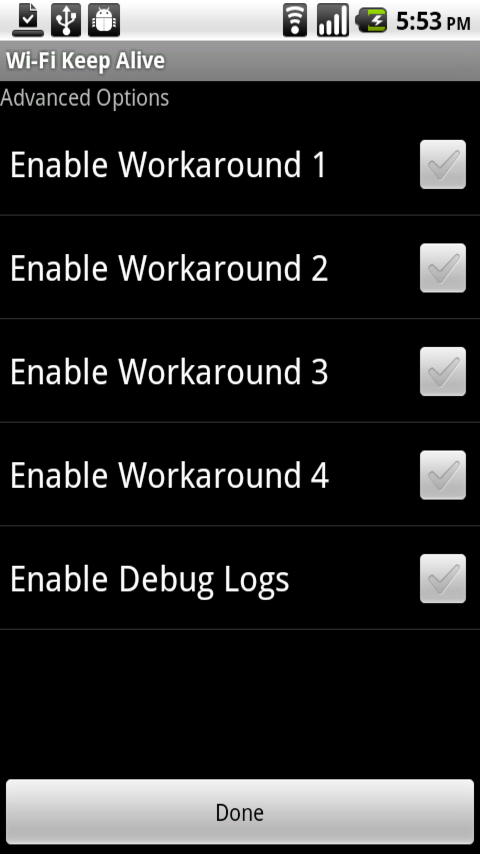 5:53 PM
Wi-Fi Keep Alive
Advanced Options
Enable Workaround 1
Enable Workaround 2
Enable Workaround 3
Enable Workaround 4
Enable Debug Logs
Done